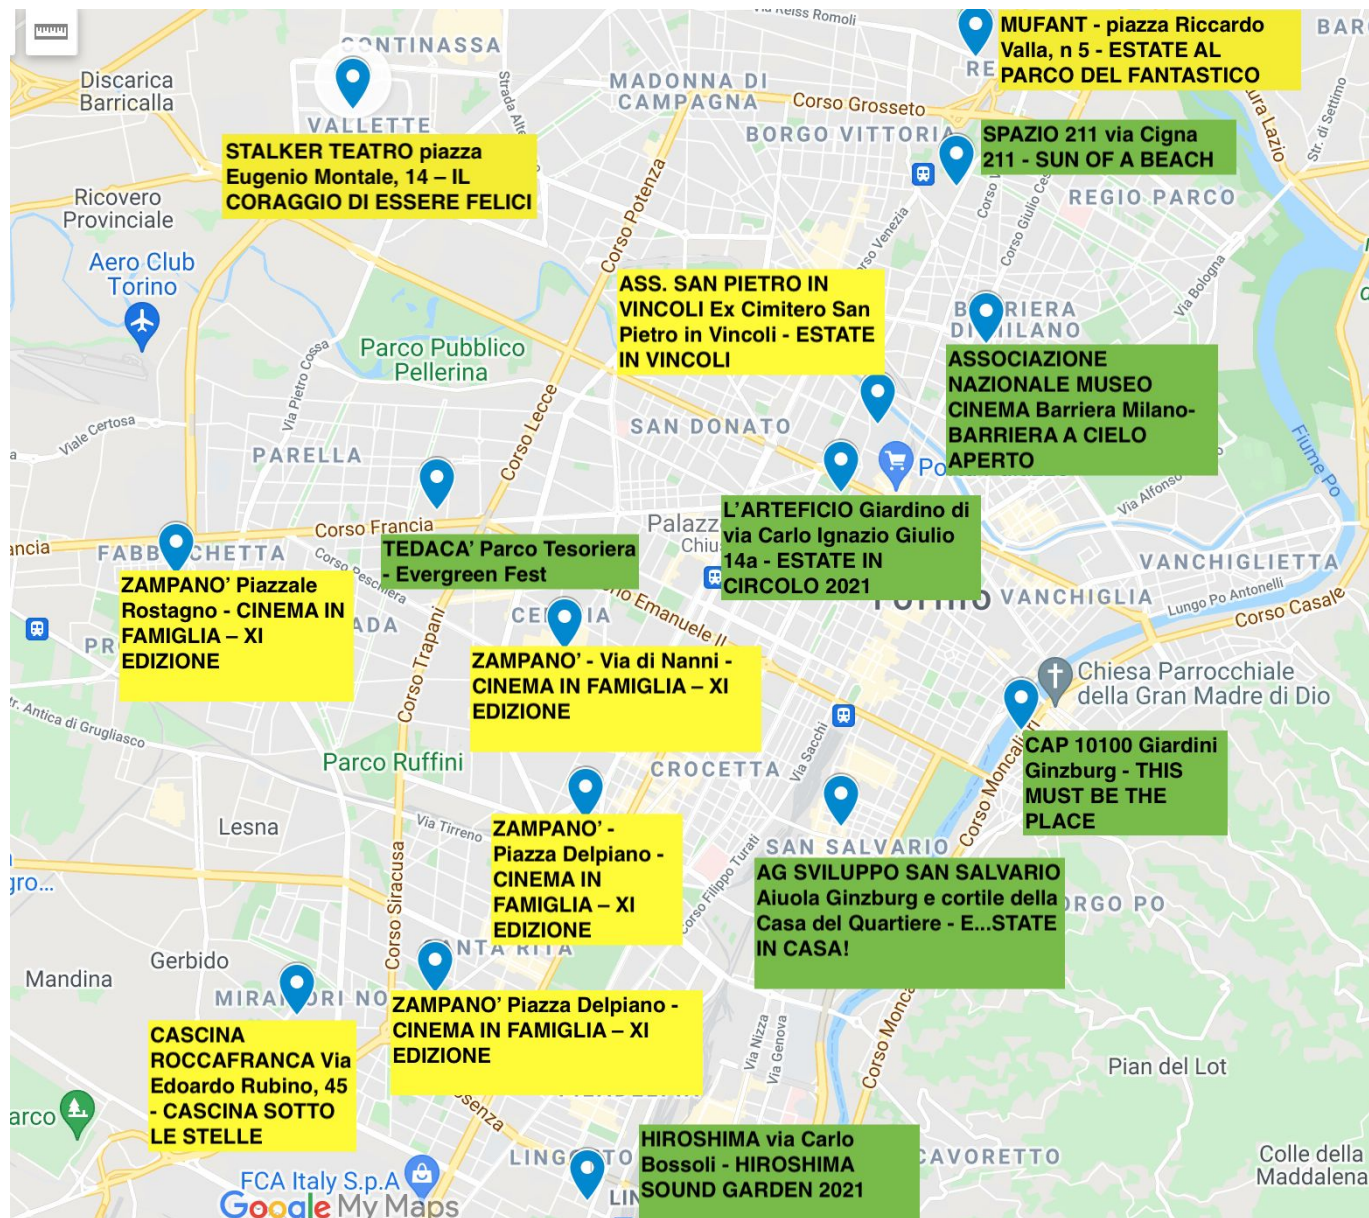 Via Reiss Romoli
MUFANT - piazza Riccardo
Valla, n 5 - ESTATE AL
PARCO DEL FANTASTICO
CONTINASSA
Discarica
Barricalla
MADONNA DI
CAMPAGNA
Corso Grosseto
VALLETTE
BORGO VITTORIA
Str. di Settimo
STALKER TEATRO piazza
Eugenio Montale, 14 – IL
CORAGGIO DI ESSERE FELICI
SPAZIO 211 via Cigna
211 - SUN OF A BEACH
Corso Potenza
Ricovero
Provinciale
REGIO PARCO
Aero Club
Torino
Via Bologna
ASS. SAN PIETRO IN
VINCOLI Ex Cimitero San
Pietro in Vincoli - ESTATE
IN VINCOLI
Parco Pubblico
Pellerina
Via Pietro Cossa
ASSOCIAZIONE
NAZIONALE MUSEO
CINEMA Barriera Milano-
BARRIERA A CIELO
APERTO
Corso Lecce
Viale Certosa
SAN DONATO
PARELLA
Fiume Po
Corso Francia
L'ARTEFICIO Giardino di
via Carlo Ignazio Giulio
14a - ESTATE IN
CIRCOLO 2021
TEDACA' Parco Tesoriera
- Evergreen Fest
Corso Peschiera
VANCHIGLIETTA
VANCHIGLIA
Lungo Po Antonelli
Corso Casale
ZAMPANO' Piazzale
Rostagno - CINEMA IN
FAMIGLIA – XI
EDIZIONE
Corso Trapani
ZAMPANO' - Via di Nanni -
CINEMA IN FAMIGLIA – XI
EDIZIONE
Chiesa Parrocchiale
della Gran Madre di Dio
Antica di Grugliasco
Via Sacchi
CAP 10100 Giardini
Ginzburg - THIS
MUST BE THE
PLACE
Corso Moncalieri
Parco Ruffini
CROCETTA
Lesna
Via Tirreno
ZAMPANO' -
Piazza Delpiano -
CINEMA IN
FAMIGLIA – XI
EDIZIONE
Corso Filippo Turati
SAN SALVARIO
AG SVILUPPO SAN SALVARIO
Aiuola Ginzburg e cortile della
Casa del Quartiere - E...STATE
IN CASA!
Corso Siracusa
Gerbido
Mandina
ZAMPANO' Piazza Delpiano -
CINEMA IN FAMIGLIA – XI
EDIZIONE
CASCINA
ROCCAFRANCA Via
Edoardo Rubino, 45
- CASCINA SOTTO
LE STELLE
Via Nizza
Via Genova
Pian del Lot
HIROSHIMA via Carlo
Bossoli - HIROSHIMA
SOUND GARDEN 2021
CAVORETTO
Colle della
Maddalena
FCA Italy S.p.A
Google My Maps